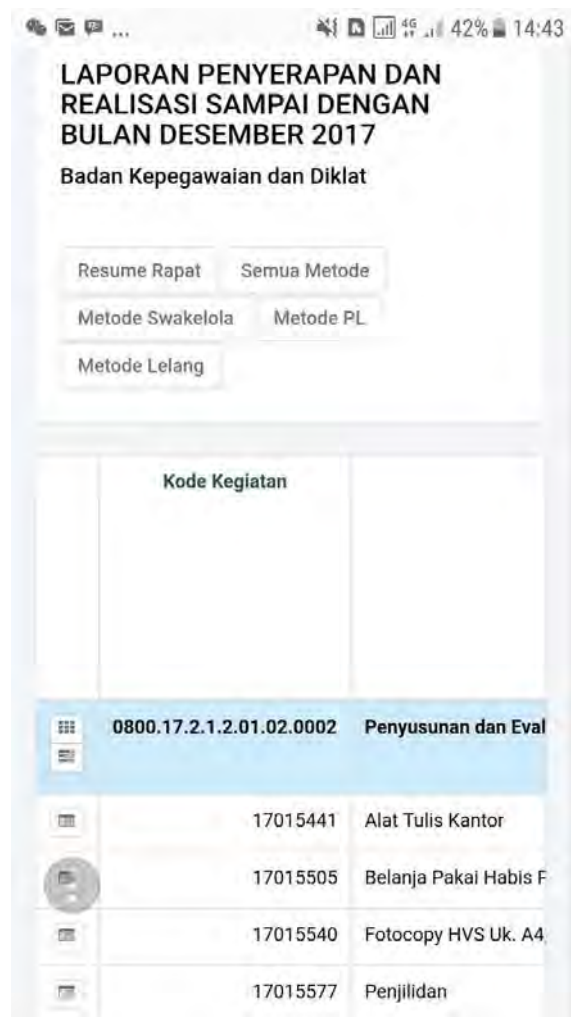 ... 4G 42% 14:43
LAPORAN PENYERAPAN DAN
REALISASI SAMPAI DENGAN
BULAN DESEMBER 2017
Badan Kepegawaian dan Diklat
Resume Rapat Semua Metode
Metode Swakelola Metode PL
Metode Lelang
Kode Kegiatan
0800.17.2.1.2.01.02.0002 Penyusunan dan Eval
17015441 Alat Tulis Kantor
17015505 Belanja Pakai Habis F
17015540 Fotocopy HVS Uk. A4
17015577 Penjilidan